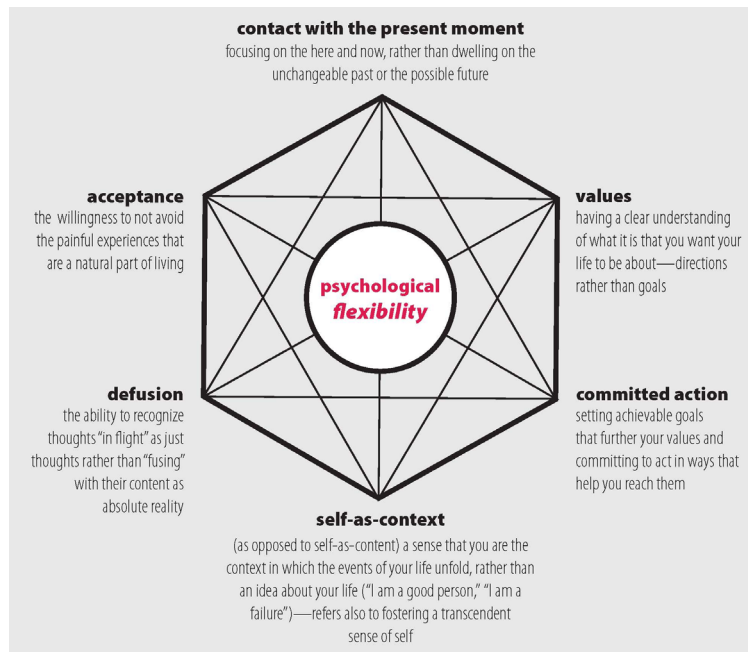 contact with the present moment
focusing on the here and now, rather than dwelling on the
unchangeable past or the possible future
acceptance
the willingness to not avoid
the painful experiences that
are a natural part of living
values
having a clear understanding
of what it is that you want your
life to be about—directions
rather than goals
psychological
flexibility
defusion
the ability to recognize
thoughts “in flight” as just
thoughts rather than “fusing”
with their content as
absolute reality
committed action
setting achievable goals
that further your values and
committing to act in ways that
help you reach them
self-as-context
(as opposed to self-as-content) a sense that you are the
context in which the events of your life unfold, rather than
an idea about your life (“I am a good person,” “I am a
failure”)—refers also to fostering a transcendent
sense of self